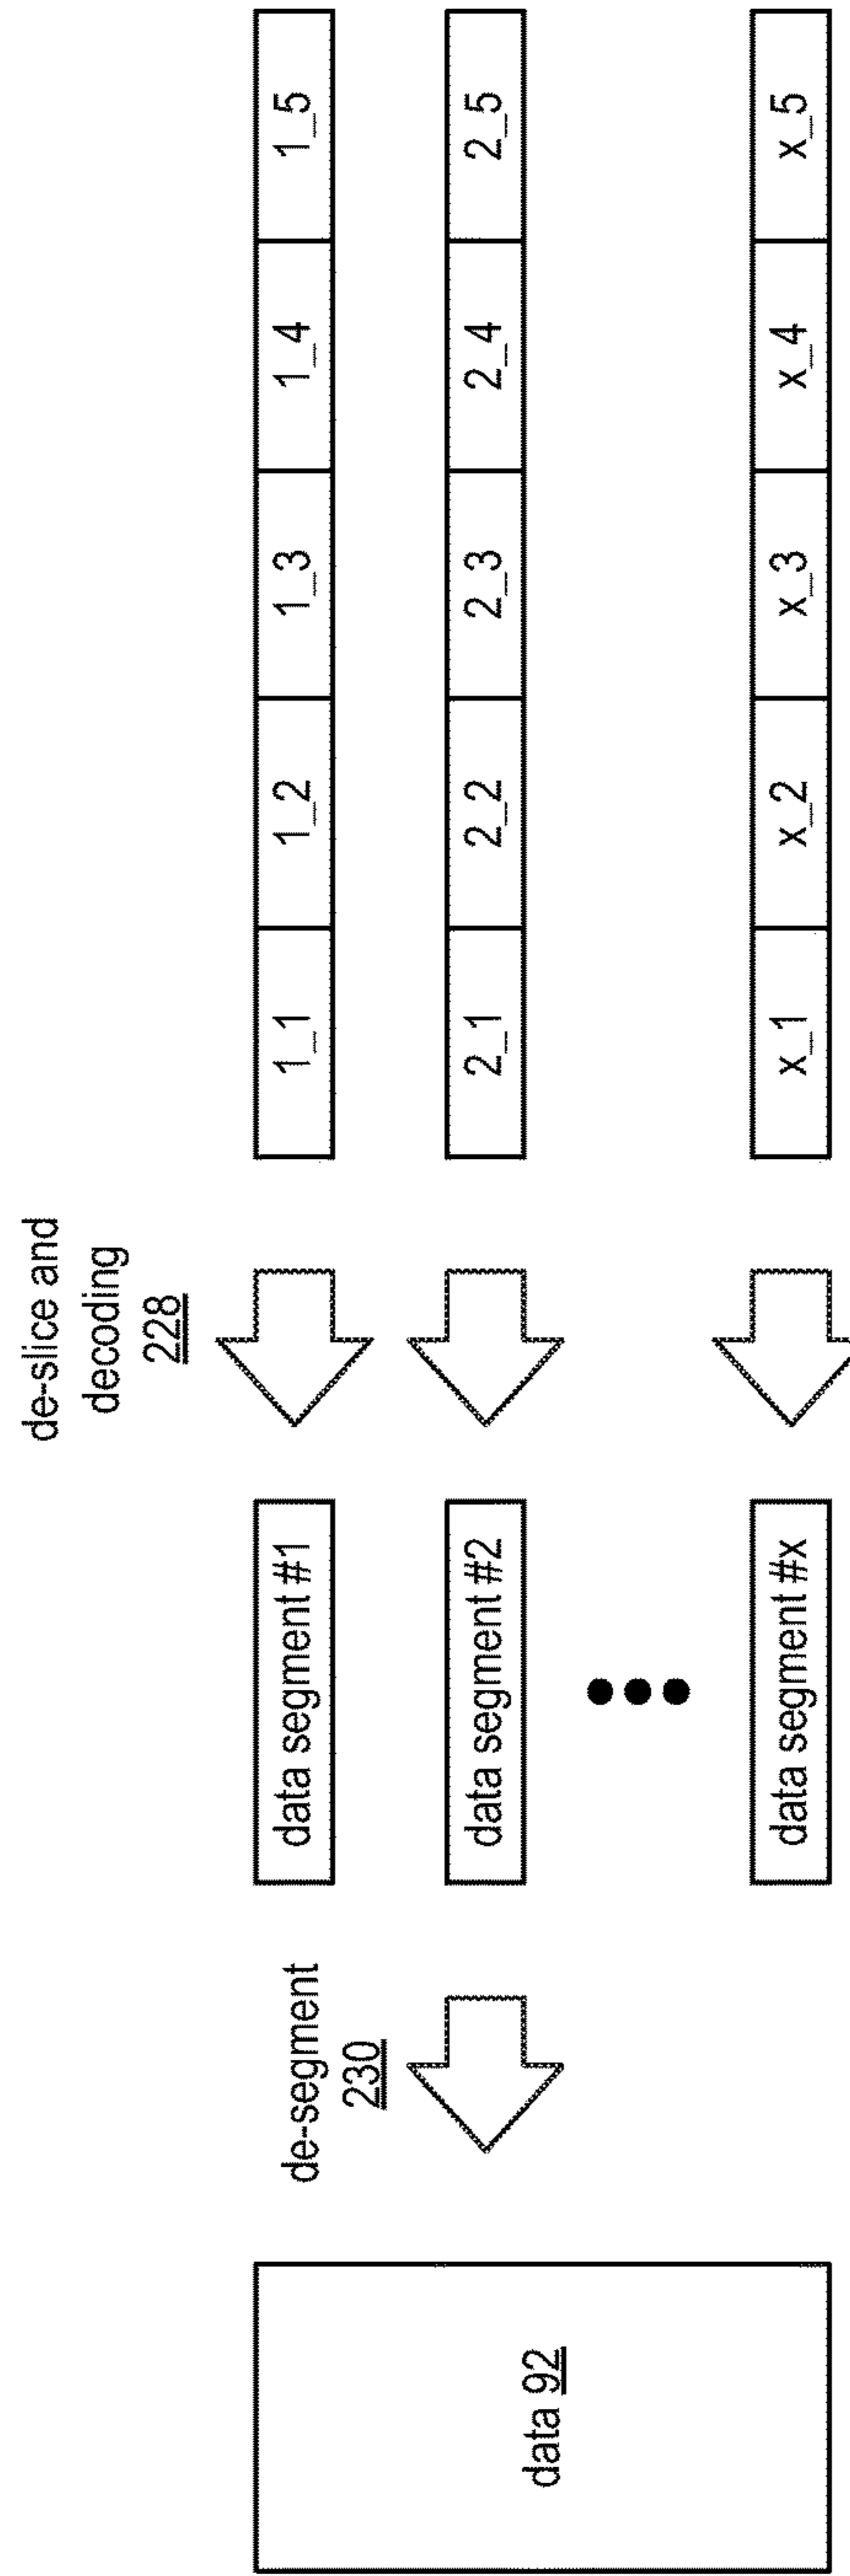 de-slice and
decoding
228
de-segment
230
data 92
data segment #1
1_1
1_2
1_3
1_4
1_5
data segment #2
2_1
2_2
2_3
2_4
2_5
data segment #x
x_1
x_2
x_3
x_4
x_5